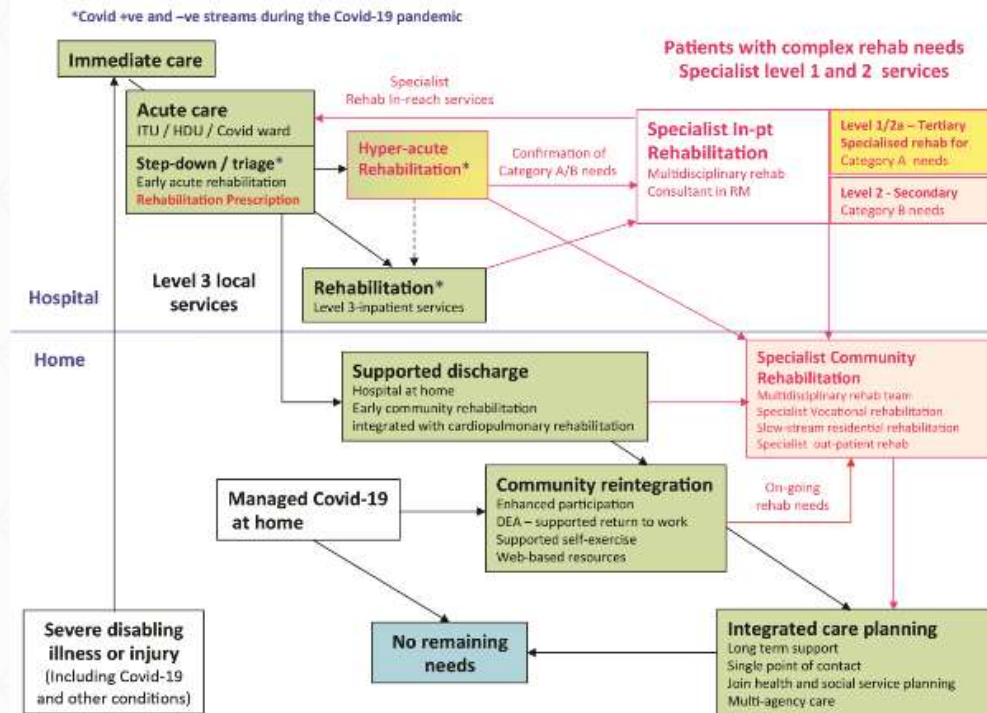 *Covid +ve and –ve streams during the Covid-19 pandemic
Immediate care
Patients with complex rehab needs
Specialist level 1 and 2 services
Acute care
ITU / HDU / Covid ward
Specialist
Rehab In-reach services
Step-down / triage*
Early acute rehabilitation
Rehabilitation Prescription
Hyper-acute
Rehabilitation*
Confirmation of
Category A/B needs
Specialist In-pt
Rehabilitation
Multidisciplinary rehab
Consultant in RM
Level 1/2a – Tertiary
Specialised rehab for
Category A needs
Level 2 - Secondary
Category B needs
Level 3 local
services
Rehabilitation*
Level 3-inpatient services
Hospital
Home
Supported discharge
Hospital at home
Early community rehabilitation
integrated with cardiopulmonary rehabilitation
Specialist Community
Rehabilitation
Multidisciplinary rehab team
Specialist Vocational rehabilitation
Slow-stream residential rehabilitation
Specialist out-patient rehab
Managed Covid-19
at home
Community reintegration
Enhanced participation
DEA – supported return to work
Supported self-exercise
Web-based resources
On-going
rehab needs
Severe disabling
illness or injury
(Including Covid-19
and other conditions)
No remaining
needs
Integrated care planning
Long term support
Single point of contact
Join health and social service planning
Multi-agency care